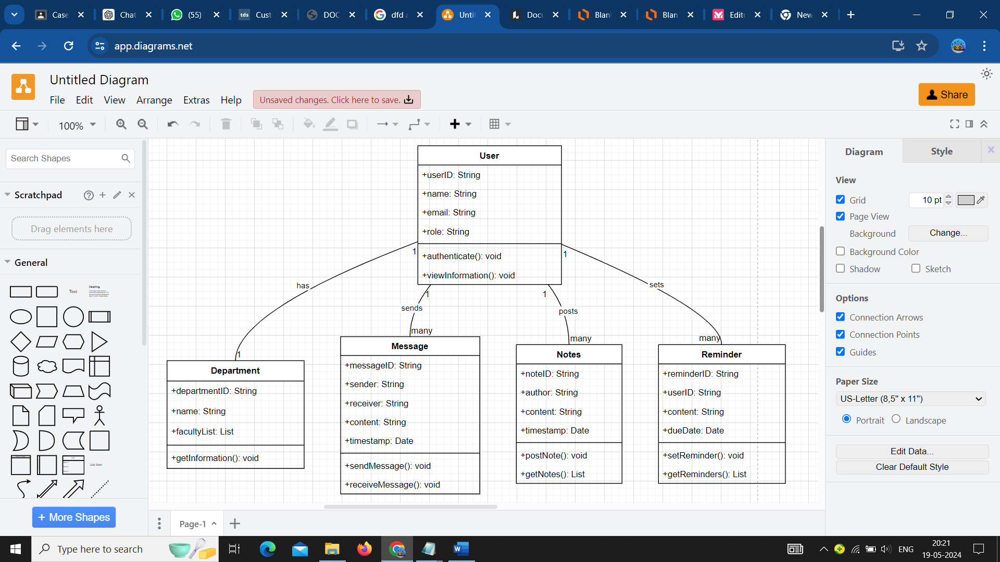 Case
Chat
(55)
tds Cust
DOC
dfd a
Unti
Docu
Blan
Blan
Edit
New
app.diagrams.net
Untitled Diagram
File Edit View Arrange Extras Help
Unsaved changes. Click here to save.
Share
100%
Search Shapes
Scratchpad
Drag elements here
General
Text
Heading
List Item
+ More Shapes
User
+userID: String
+name: String
+email: String
+role: String
+authenticate(): void
+viewInformation(): void
1
1
has
sets
1
1
sends
posts
many
many
many
1
Department
+departmentID: String
+name: String
+facultyList: List
+getInformation(): void
Message
+messageID: String
+sender: String
+receiver: String
+content: String
+timestamp: Date
+sendMessage(): void
+receiveMessage(): void
Notes
+noteID: String
+author: String
+content: String
+timestamp: Date
+postNote(): void
+getNotes(): List
Reminder
+reminderID: String
+userID: String
+content: String
+dueDate: Date
+setReminder(): void
+getReminders(): List
Page-1
Diagram
Style
View
Grid
10 pt
Page View
Background
Change...
Background Color
Shadow
Sketch
Options
Connection Arrows
Connection Points
Guides
Paper Size
US-Letter (8,5" x 11")
Portrait
Landscape
Edit Data...
Clear Default Style
Type here to search
ENG
20:21
19-05-2024